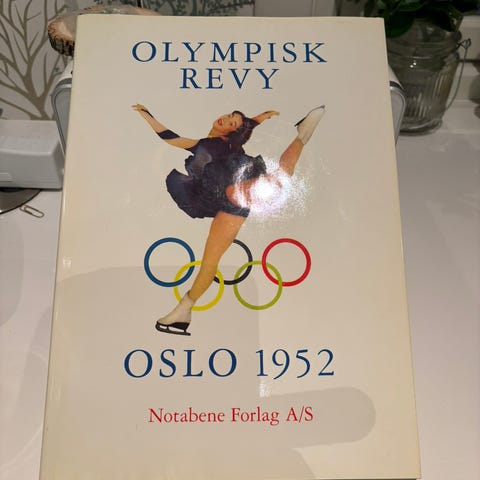 OLYMPISK
REVY
OSLO 1952
Notabene Forlag A/S